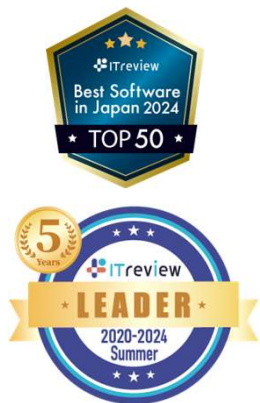 ITreview
Best Software
in Japan 2024
TOP 50
5
Years
ITreview
LEADER
2020-2024
Summer